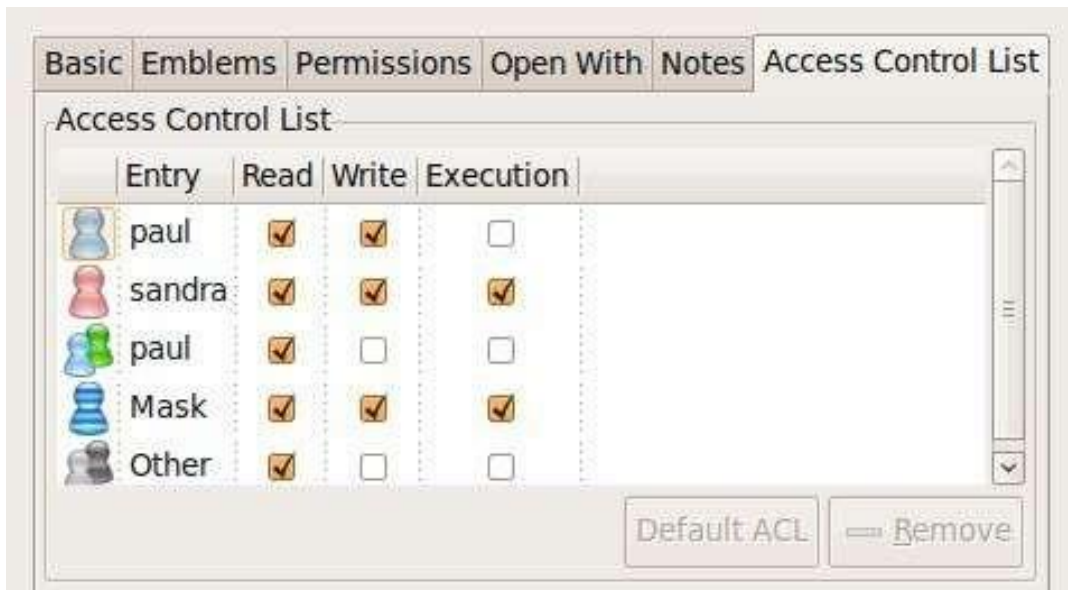 Basic Emblems Permissions Open With Notes Access Control List
Access Control List
Entry Read Write Execution
paul
sandra
paul
Mask
Other
Default ACL Remove